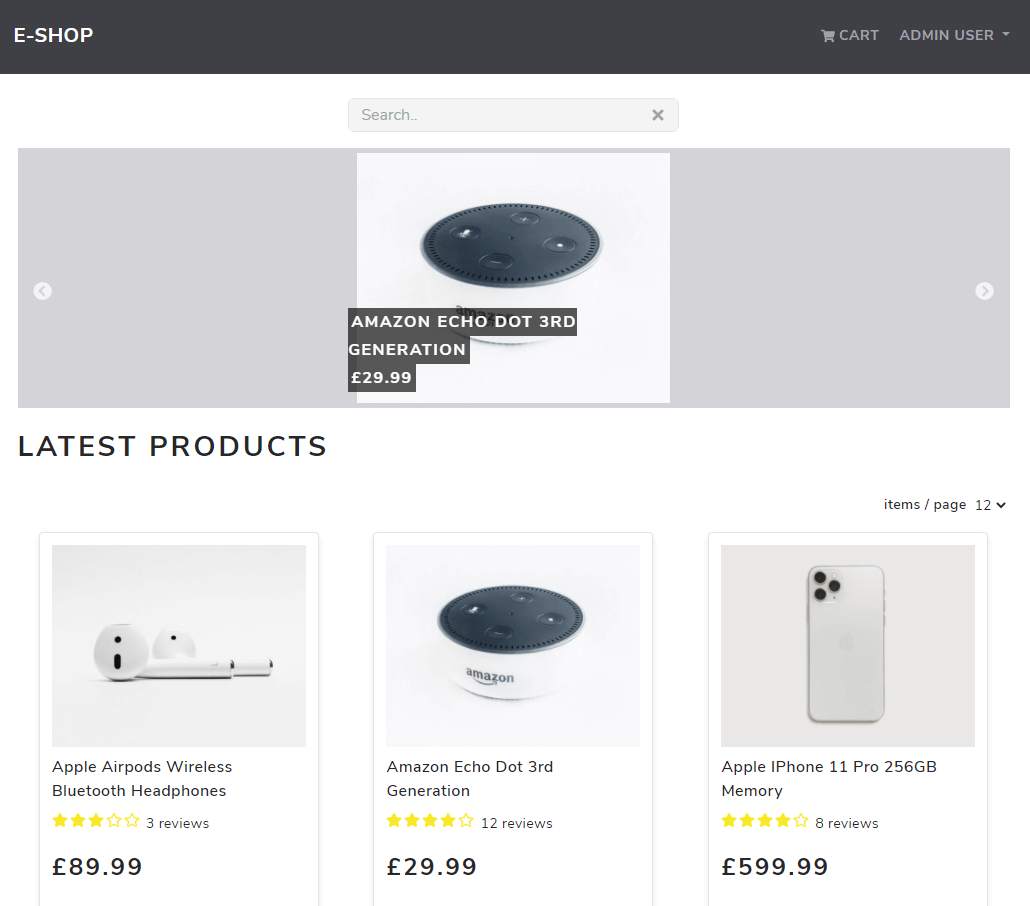 E-SHOP
CART
ADMIN USER
Search..
amazon
AMAZON ECHO DOT 3RD
GENERATION
£29.99
LATEST PRODUCTS
items / page 12
Apple Airpods Wireless
Bluetooth Headphones
3 reviews
£89.99
amazon
Amazon Echo Dot 3rd
Generation
12 reviews
£29.99
Apple IPhone 11 Pro 256GB
Memory
8 reviews
£599.99